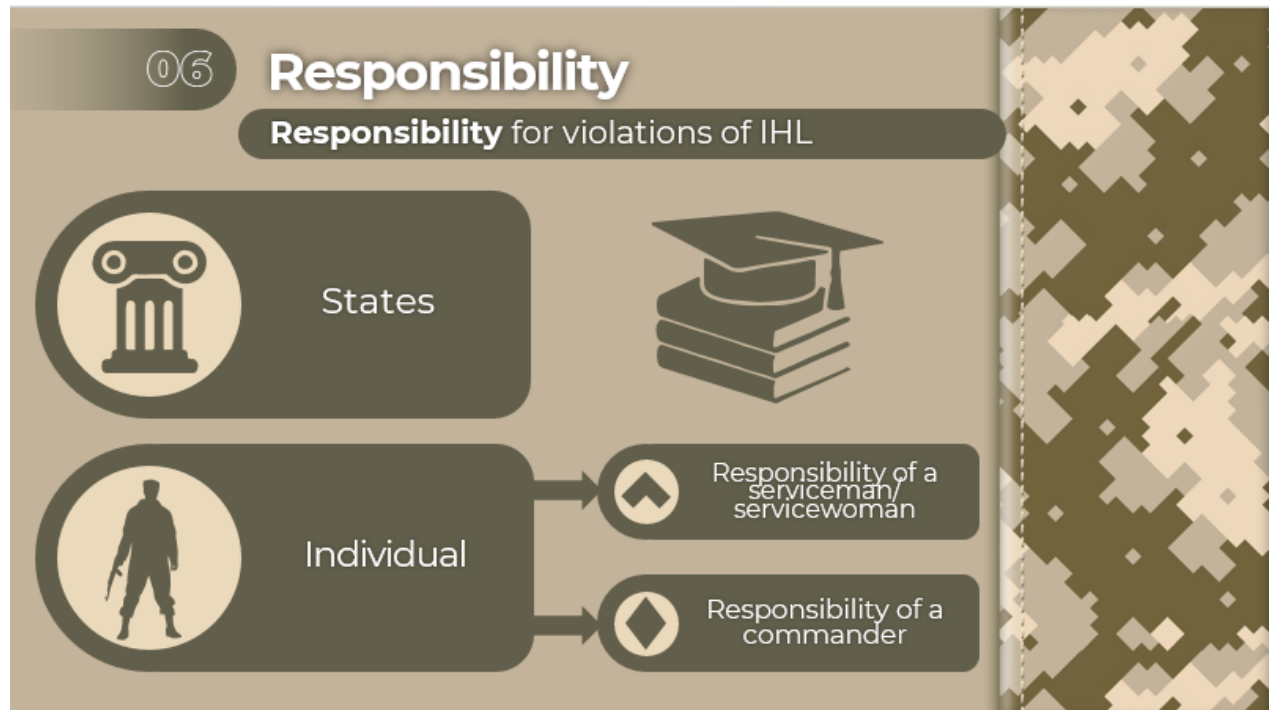 06
Responsibility
Responsibility for violations of IHL
States
Individual
Responsibility of a
serviceman/
servicewoman
Responsibility of a
commander